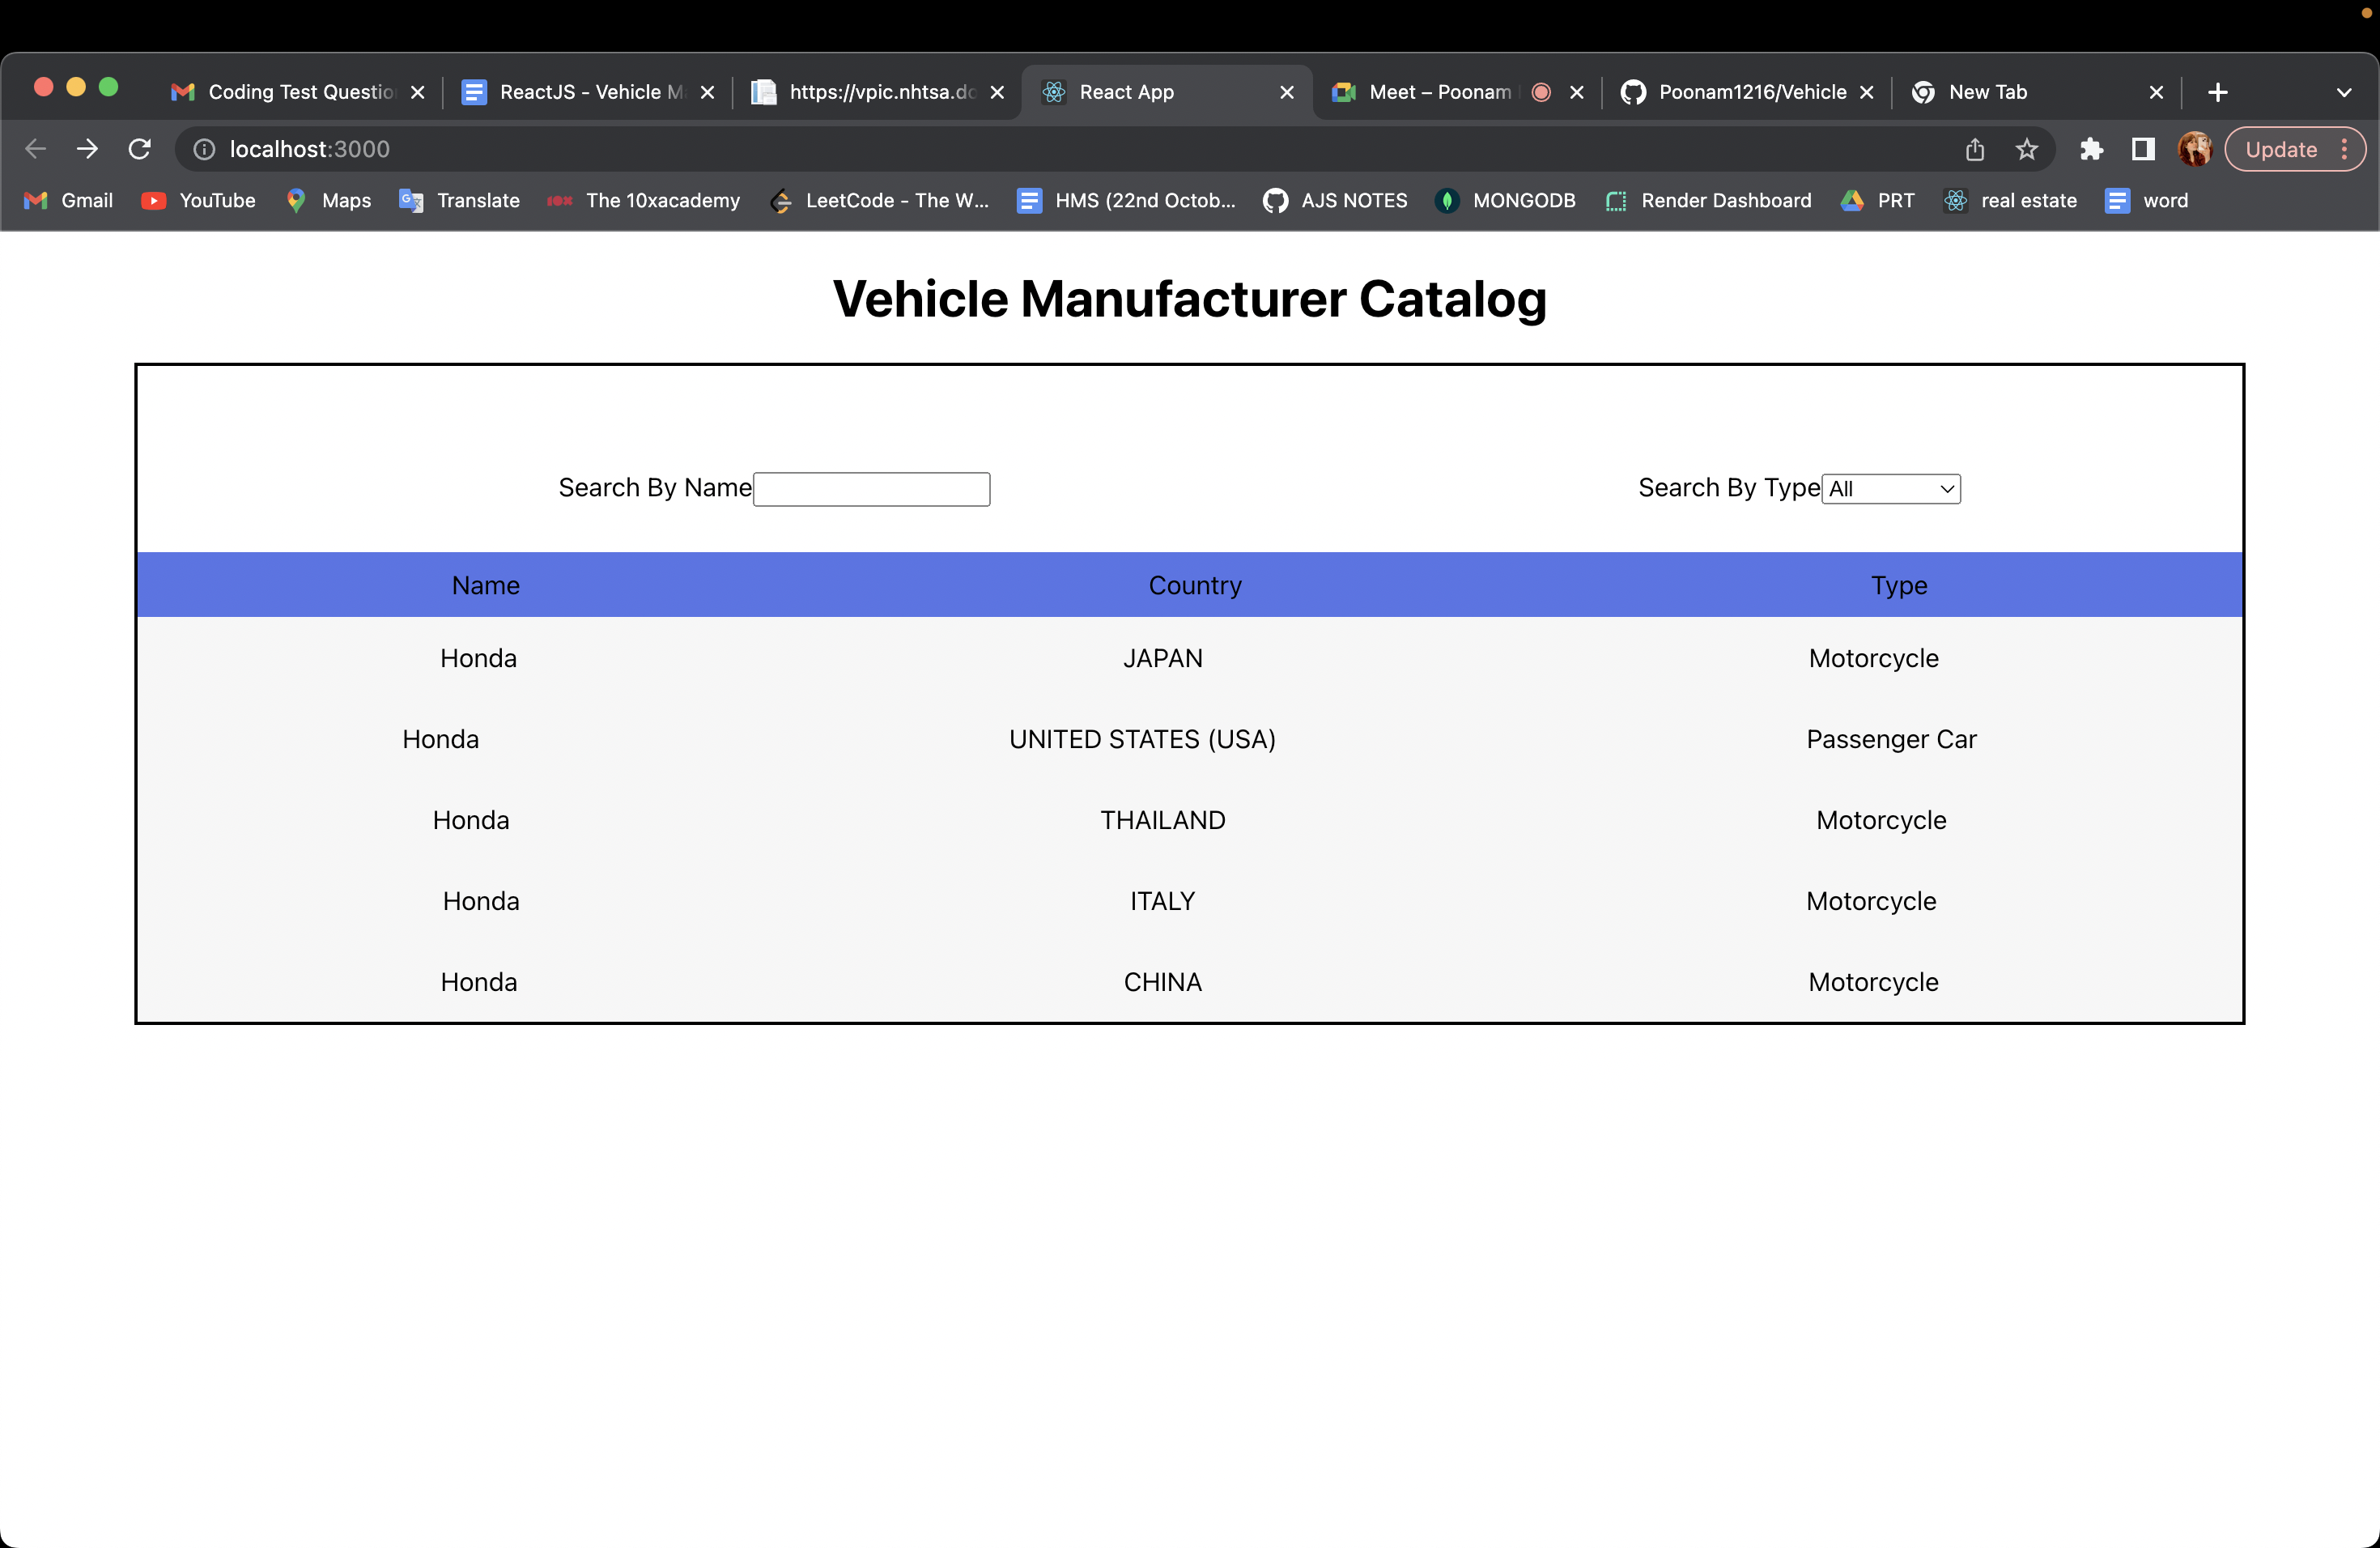 Coding Test Questio
ReactJS - Vehicle M
https://vpic.nhtsa.do
React App
Meet – Poonam
Poonam1216/Vehicle
New Tab
localhost:3000
Update
Gmail
YouTube
Maps
Translate
10x
The 10xacademy
LeetCode - The W...
HMS (22nd Octob...
AJS NOTES
MONGODB
Render Dashboard
PRT
real estate
word
Vehicle Manufacturer Catalog
Search By Name
Search By Type All
Name Country Type
Honda JAPAN Motorcycle
Honda UNITED STATES (USA) Passenger Car
Honda THAILAND Motorcycle
Honda ITALY Motorcycle
Honda CHINA Motorcycle